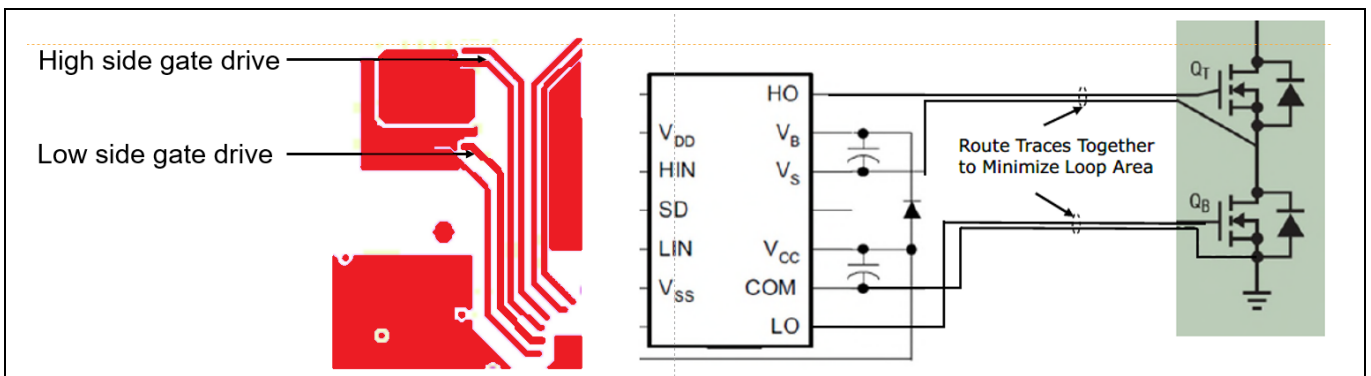 High side gate drive
Low side gate drive
HO
V_DD
V_B
HIN
V_S
SD
LIN
V_CC
V_SS
COM
LO
Route Traces Together
to Minimize Loop Area
Q_T
Q_B